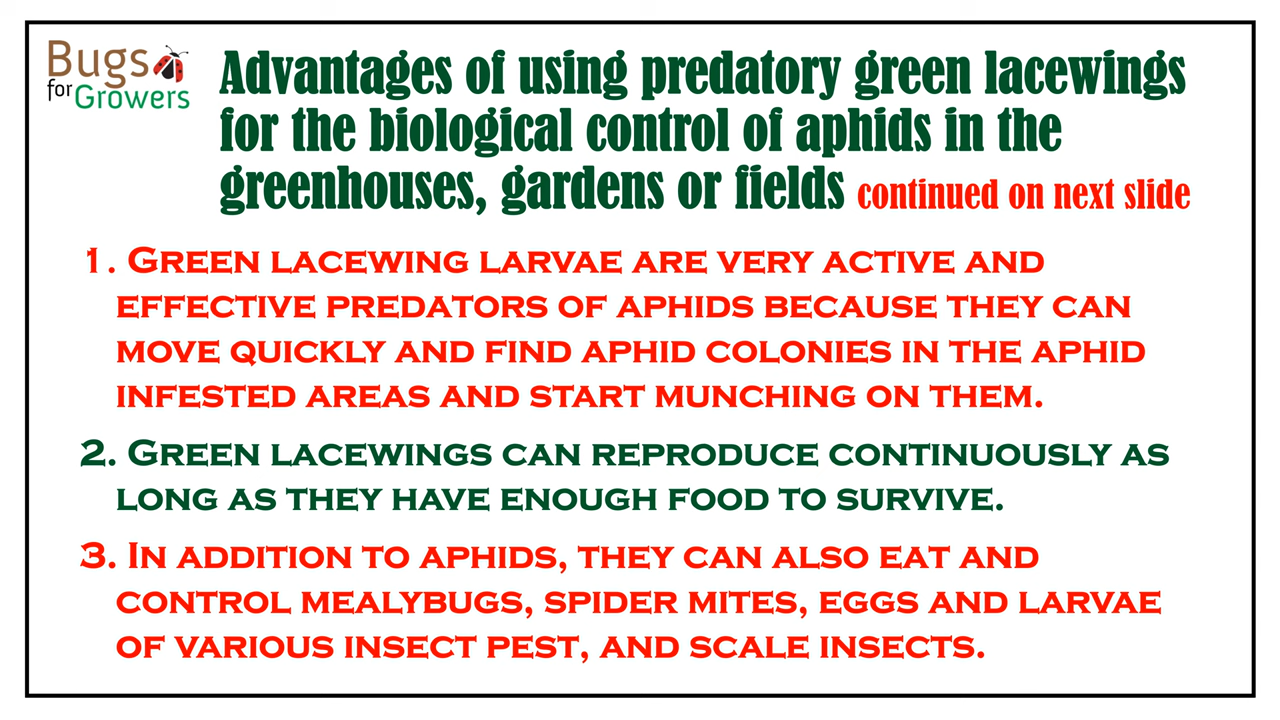 Bugs
for Growers
Advantages of using predatory green lacewings
for the biological control of aphids in the
greenhouses, gardens or fields continued on next slide
1. Green lacewing larvae are very active and
effective predators of aphids because they can
move quickly and find aphid colonies in the aphid
infested areas and start munching on them.
2. Green lacewings can reproduce continuously as
long as they have enough food to survive.
3. In addition to aphids, they can also eat and
control mealybugs, spider mites, eggs and larvae
of various insect pest, and scale insects.